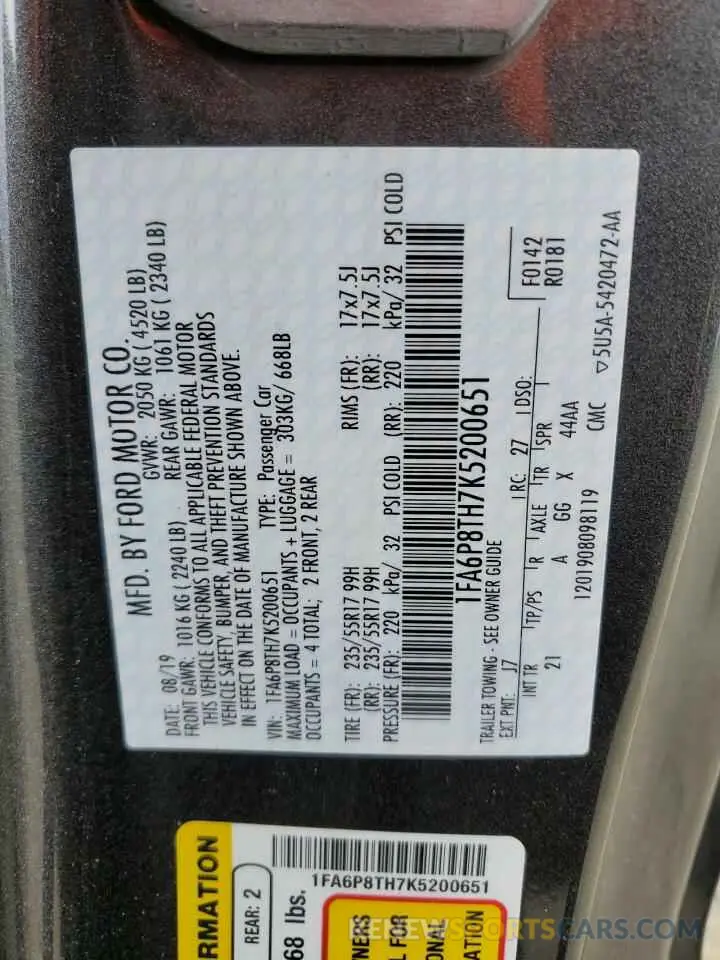 MFD. BY FORD MOTOR CO.
DATE: 08/19 GVWR: 2050 KG ( 4520 LB)
FRONT GAWR: 1016 KG ( 2240 LB) REAR GAWR: 1061 KG ( 2340 LB)
THIS VEHICLE CONFORMS TO ALL APPLICABLE FEDERAL MOTOR
VEHICLE SAFETY, BUMPER, AND THEFT PREVENTION STANDARDS
IN EFFECT ON THE DATE OF MANUFACTURE SHOWN ABOVE.
VIN: 1FA6P8TH7K5200651 TYPE: Passenger Car
MAXIMUM LOAD = OCCUPANTS + LUGGAGE = 303KG/ 668LB
OCCUPANTS = 4 TOTAL; 2 FRONT, 2 REAR
TIRE (FR): 235/55R17 99H RIMS (FR): 17x7.5J
(RR): 235/55R17 99H (RR): 17x7.5J
PRESSURE (FR): 220 kPa/ 32 PSI COLD (RR): 220 kPa/ 32 PSI COLD
1FA6P8TH7K5200651
TRAILER TOWING - SEE OWNER GUIDE
EXT PNT: J7 RC: 27 DSO: F0142
R0181
INT TR TP/PS R AXLE TR SPR
21 A GG X 44AA
1201908098119 CMC ▽5U5A-5420472-AA
RMATION
REAR: 2
68 lbs.
1FA6P8TH7K5200651
NERS
L FOR
ONAL
ATION
RENEWSPORTSCARS.COM